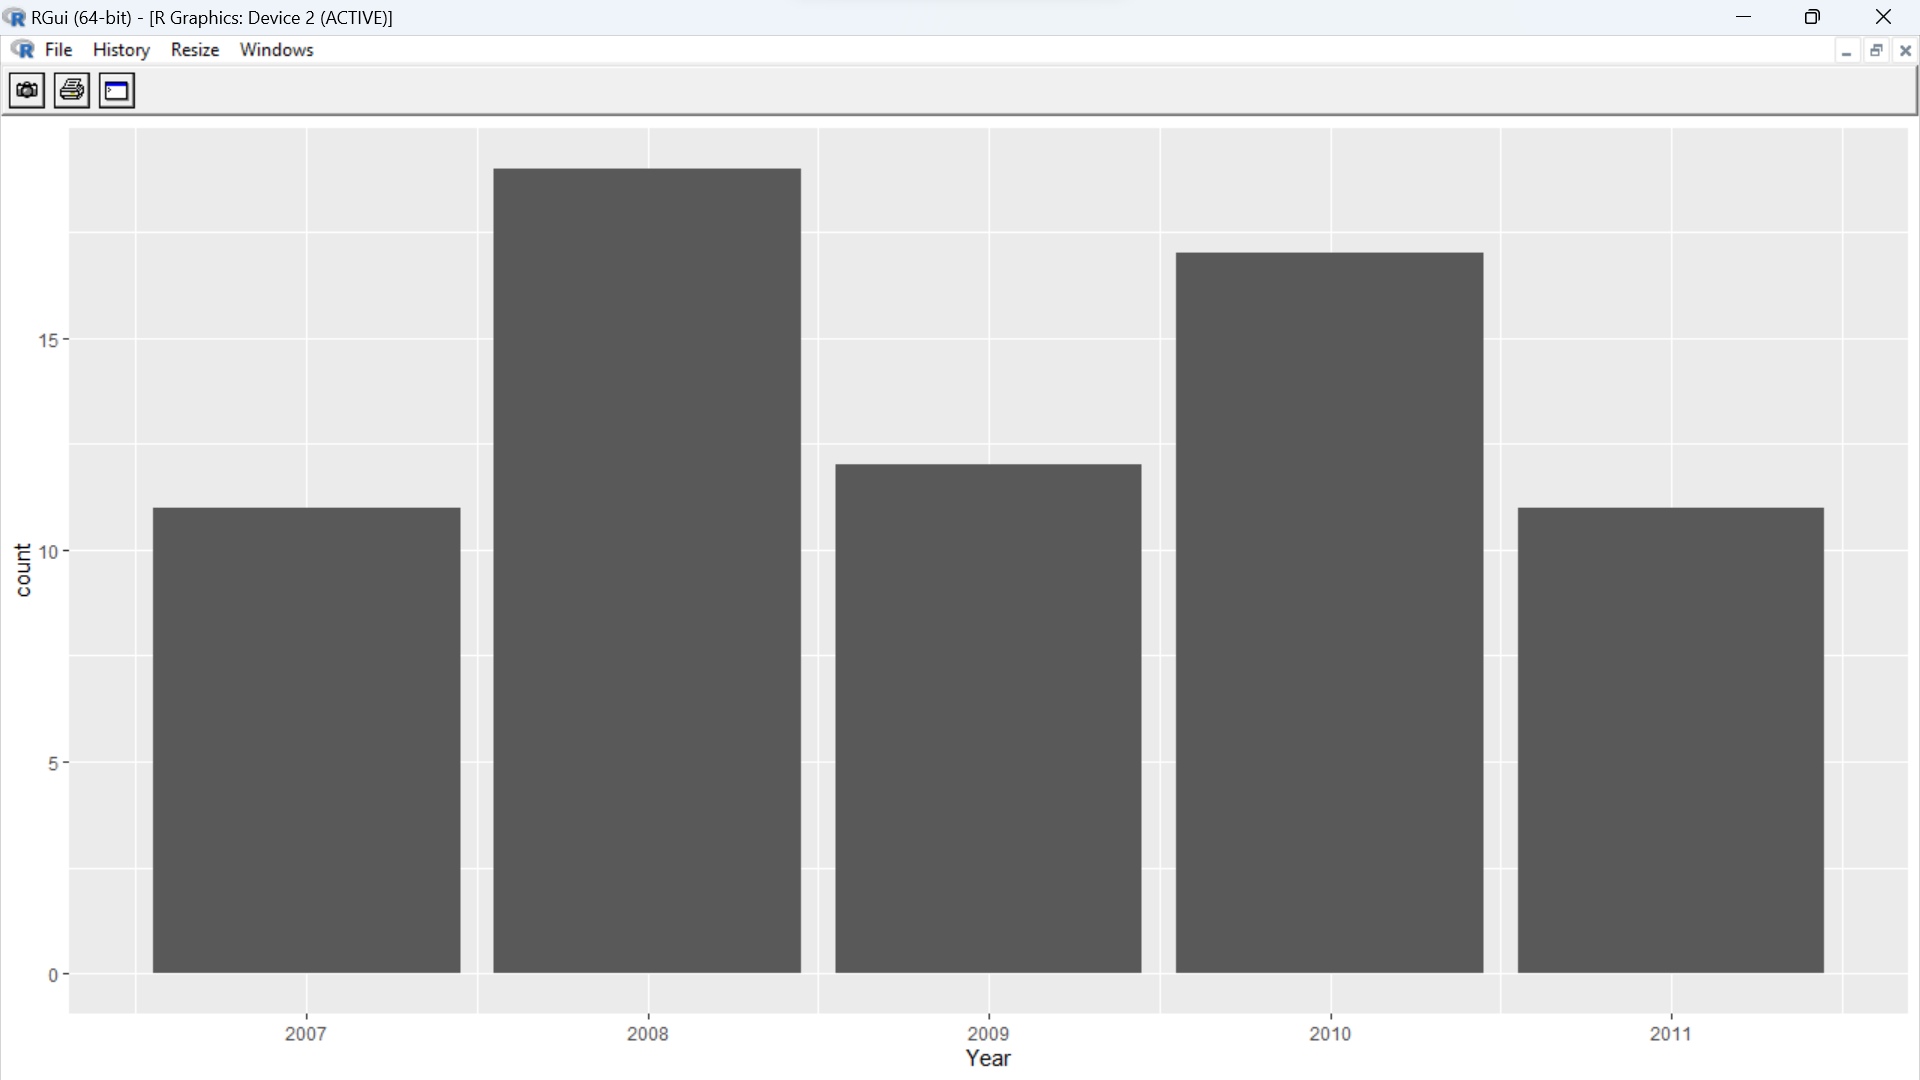 RGui (64-bit) - [R Graphics: Device 2 (ACTIVE)]
File History Resize Windows
15
10
5
0
count
2007 2008 2009 2010 2011
Year